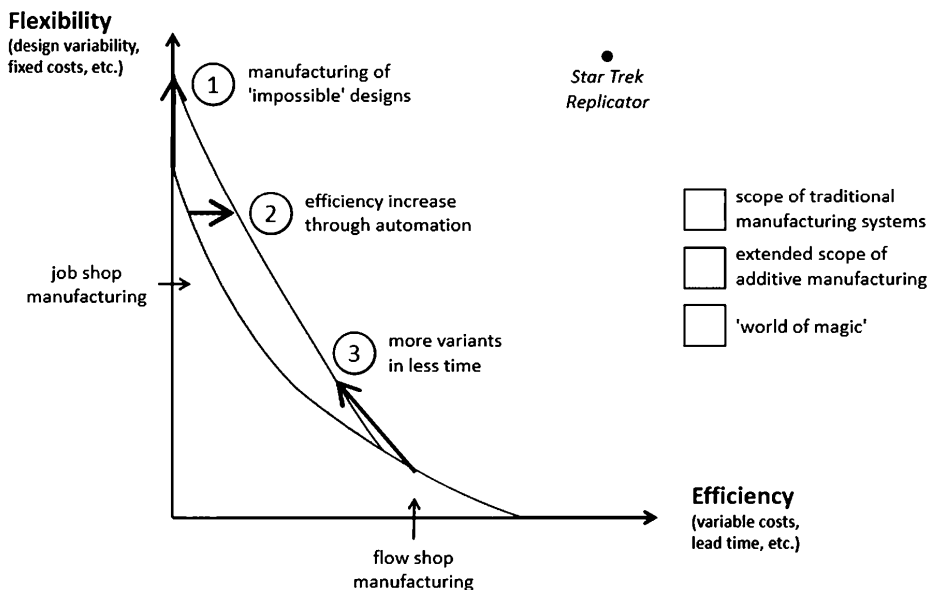 Flexibility
(design variability,
fixed costs, etc.)
1
manufacturing of
'impossible' designs
Star Trek
Replicator
2
efficiency increase
through automation
scope of traditional
manufacturing systems
extended scope of
additive manufacturing
'world of magic'
job shop
manufacturing
3
more variants
in less time
Efficiency
(variable costs,
lead time, etc.)
flow shop
manufacturing